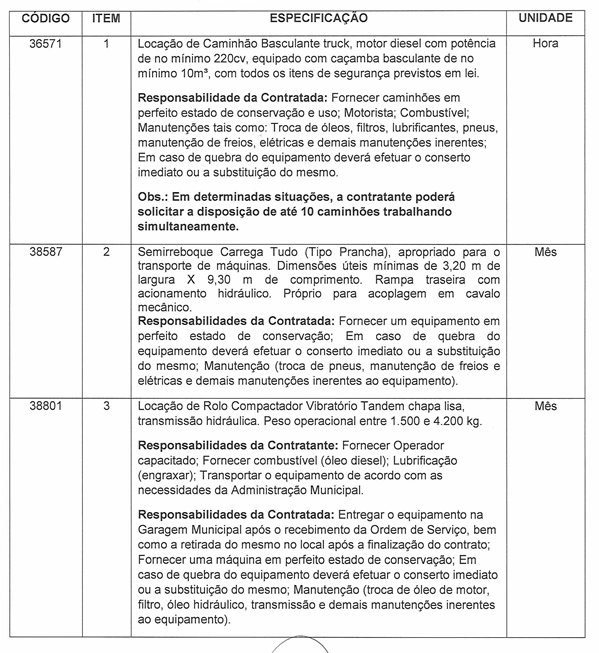 CÓDIGO ITEM ESPECIFICAÇÃO UNIDADE
36571 1 Locação de Caminhão Basculante truck, motor diesel com potência Hora
de no mínimo 220cv, equipado com caçamba basculante de no
mínimo 10m³, com todos os itens de segurança previstos em lei.
Responsabilidade da Contratada: Fornecer caminhões em
perfeito estado de conservação e uso; Motorista; Combustível;
Manutenções tais como: Troca de óleos, filtros, lubrificantes, pneus,
manutenção de freios, elétricas e demais manutenções inerentes;
Em caso de quebra do equipamento deverá efetuar o conserto
imediato ou a substituição do mesmo.
Obs.: Em determinadas situações, a contratante poderá
solicitar a disposição de até 10 caminhões trabalhando
simultaneamente.
38587 2 Semirreboque Carrega Tudo (Tipo Prancha), apropriado para o Mês
transporte de máquinas. Dimensões úteis mínimas de 3,20 m de
largura X 9,30 m de comprimento. Rampa traseira com
acionamento hidráulico. Próprio para acoplagem em cavalo
mecânico.
Responsabilidades da Contratada: Fornecer um equipamento em
perfeito estado de conservação; Em caso de quebra do
equipamento deverá efetuar o conserto imediato ou a substituição
do mesmo; Manutenção (troca de pneus, manutenção de freios e
elétricas e demais manutenções inerentes ao equipamento).
38801 3 Locação de Rolo Compactador Vibratório Tandem chapa lisa, Mês
transmissão hidráulica. Peso operacional entre 1.500 e 4.200 kg.
Responsabilidades da Contratante: Fornecer Operador
capacitado; Fornecer combustível (óleo diesel); Lubrificação
(engraxar); Transportar o equipamento de acordo com as
necessidades da Administração Municipal.
Responsabilidades da Contratada: Entregar o equipamento na
Garagem Municipal após o recebimento da Ordem de Serviço, bem
como a retirada do mesmo no local após a finalização do contrato;
Fornecer uma máquina em perfeito estado de conservação; Em
caso de quebra do equipamento deverá efetuar o conserto imediato
ou a substituição do mesmo; Manutenção (troca de óleo de motor,
filtro, óleo hidráulico, transmissão e demais manutenções inerentes
ao equipamento).